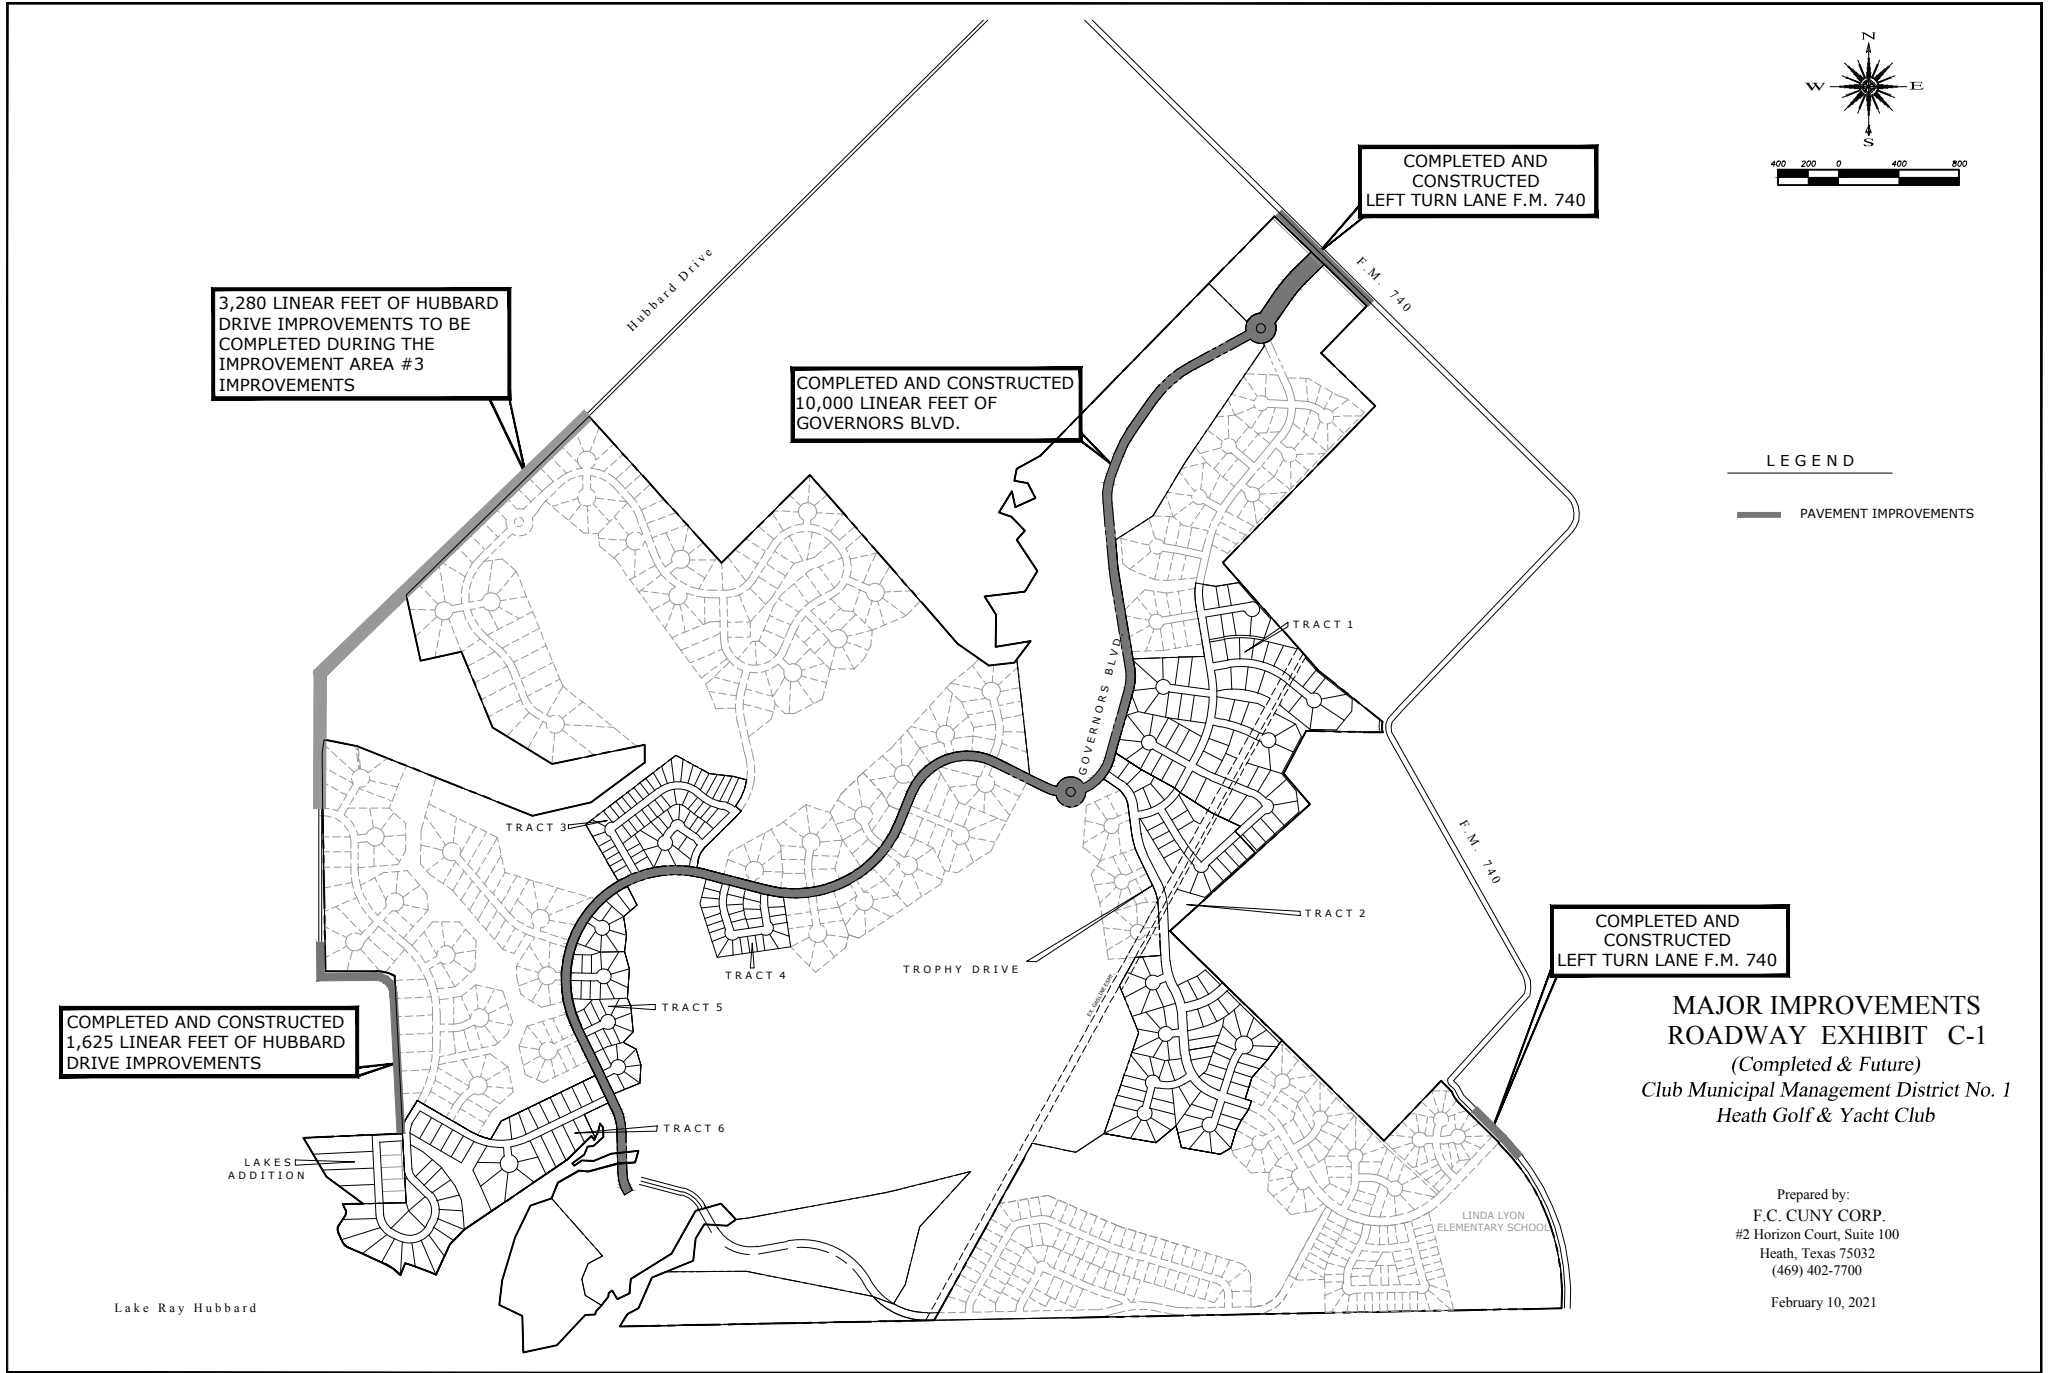 N
W
E
S
400 200 0 400 800
COMPLETED AND
CONSTRUCTED
LEFT TURN LANE F.M. 740
Hubbard Drive
F.M. 740
3,280 LINEAR FEET OF HUBBARD
DRIVE IMPROVEMENTS TO BE
COMPLETED DURING THE
IMPROVEMENT AREA #3
IMPROVEMENTS
COMPLETED AND CONSTRUCTED
10,000 LINEAR FEET OF
GOVERNORS BLVD.
LEGEND
PAVEMENT IMPROVEMENTS
TRACT 1
GOVERNORS BLVD.
TRACT 3
F.M. 740
TRACT 2
COMPLETED AND
CONSTRUCTED
LEFT TURN LANE F.M. 740
TROPHY DRIVE
TRACT 4
EX. GASLINE ESMT
TRACT 5
COMPLETED AND CONSTRUCTED
1,625 LINEAR FEET OF HUBBARD
DRIVE IMPROVEMENTS
MAJOR IMPROVEMENTS
ROADWAY EXHIBIT C-1
(Completed & Future)
Club Municipal Management District No. 1
Heath Golf & Yacht Club
TRACT 6
LAKES
ADDITION
LINDA LYON
ELEMENTARY SCHOOL
Prepared by:
F.C. CUNY CORP.
#2 Horizon Court, Suite 100
Heath, Texas 75032
(469) 402-7700
February 10, 2021
Lake Ray Hubbard